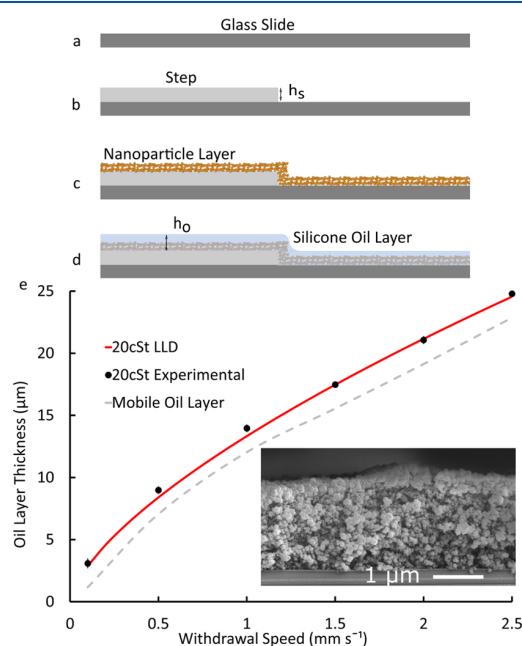 Glass Slide
a
Step
hs
b
Nanoparticle Layer
c
ho
Silicone Oil Layer
d
e
25
20
15
10
5
0
Oil Layer Thickness (μm)
20cSt LLD
20cSt Experimental
Mobile Oil Layer
1 μm
0 0.5 1 1.5 2 2.5
Withdrawal Speed (mm s⁻¹)